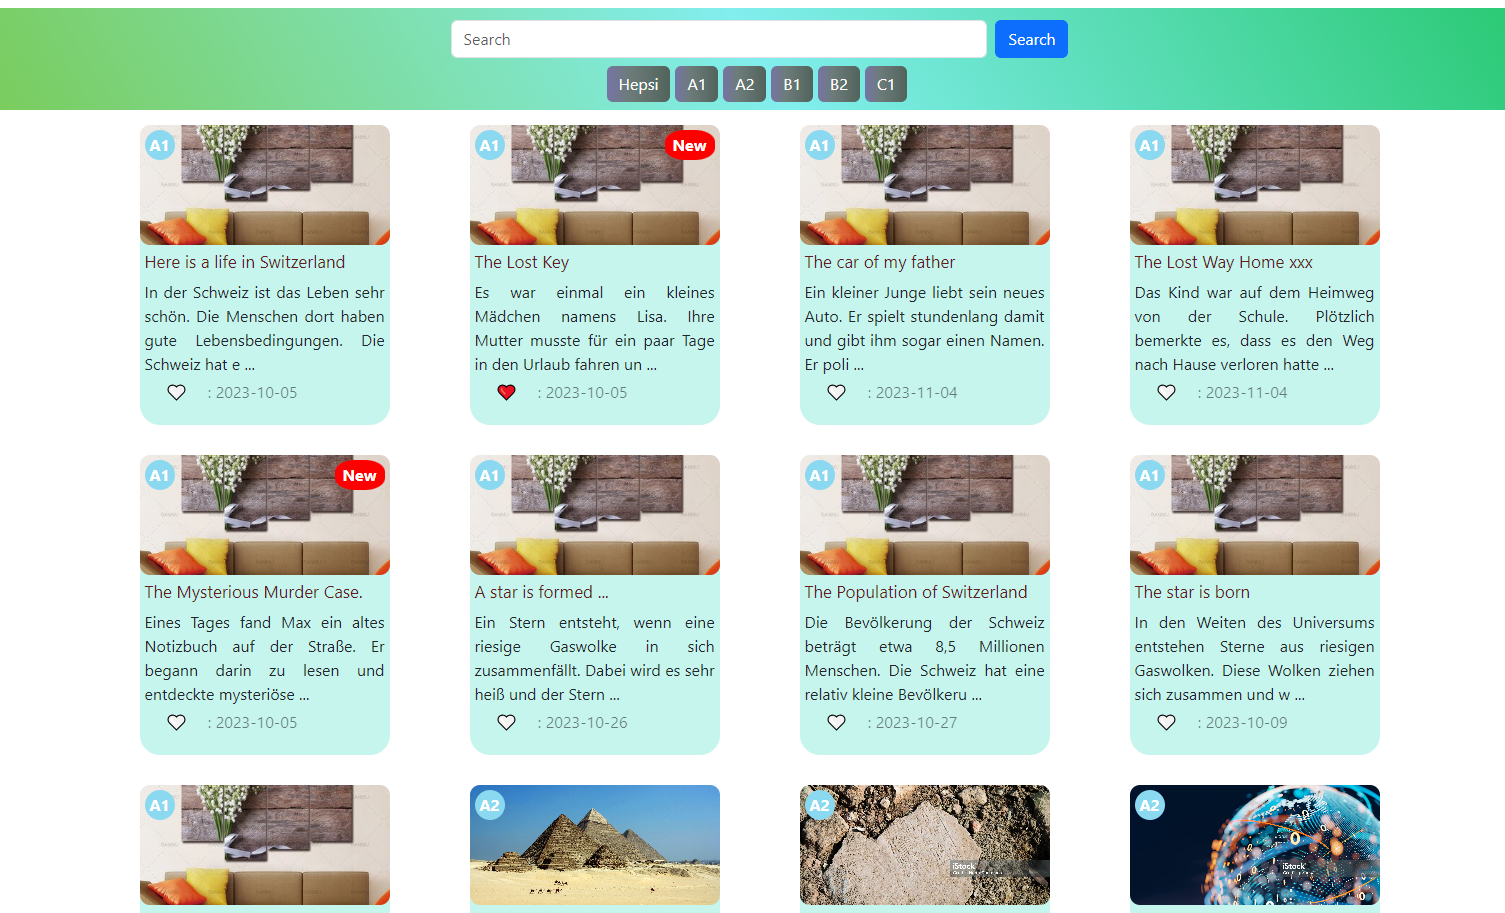 Search
Search
Hepsi A1 A2 B1 B2 C1
A1
Here is a life in Switzerland
In der Schweiz ist das Leben sehr
schön. Die Menschen dort haben
gute Lebensbedingungen. Die
Schweiz hat e ...
: 2023-10-05
A1
New
The Lost Key
Es war einmal ein kleines
Mädchen namens Lisa. Ihre
Mutter musste für ein paar Tage
in den Urlaub fahren un ...
: 2023-10-05
A1
The car of my father
Ein kleiner Junge liebt sein neues
Auto. Er spielt stundenlang damit
und gibt ihm sogar einen Namen.
Er poli ...
: 2023-11-04
A1
The Lost Way Home xxx
Das Kind war auf dem Heimweg
von der Schule. Plötzlich
bemerkte es, dass es den Weg
nach Hause verloren hatte ...
: 2023-11-04
A1
New
The Mysterious Murder Case.
Eines Tages fand Max ein altes
Notizbuch auf der Straße. Er
begann darin zu lesen und
entdeckte mysteriöse ...
: 2023-10-05
A1
A star is formed ...
Ein Stern entsteht, wenn eine
riesige Gaswolke in sich
zusammenfällt. Dabei wird es sehr
heiß und der Stern ...
: 2023-10-26
A1
The Population of Switzerland
Die Bevölkerung der Schweiz
beträgt etwa 8,5 Millionen
Menschen. Die Schweiz hat eine
relativ kleine Bevölkeru ...
: 2023-10-27
A1
The star is born
In den Weiten des Universums
entstehen Sterne aus riesigen
Gaswolken. Diese Wolken ziehen
sich zusammen und w ...
: 2023-10-09
A1
A2
A2
iStock
A2
iStock